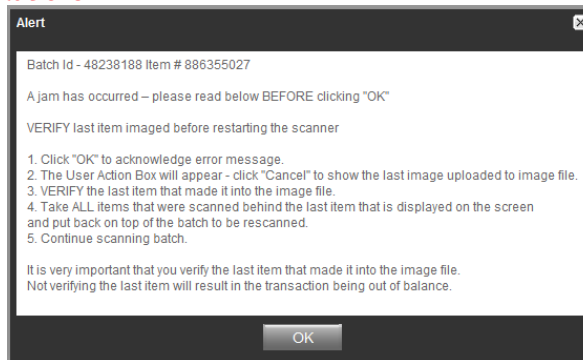 Alert
Batch Id - 48238188 Item # 886355027
A jam has occurred – please read below BEFORE clicking "OK"
VERIFY last item imaged before restarting the scanner
1. Click "OK" to acknowledge error message.
2. The User Action Box will appear - click "Cancel" to show the last image uploaded to image file.
3. VERIFY the last item that made it into the image file.
4. Take ALL items that were scanned behind the last item that is displayed on the screen
and put back on top of the batch to be rescanned.
5. Continue scanning batch.
It is very important that you verify the last item that made it into the image file.
Not verifying the last item will result in the transaction being out of balance.
OK